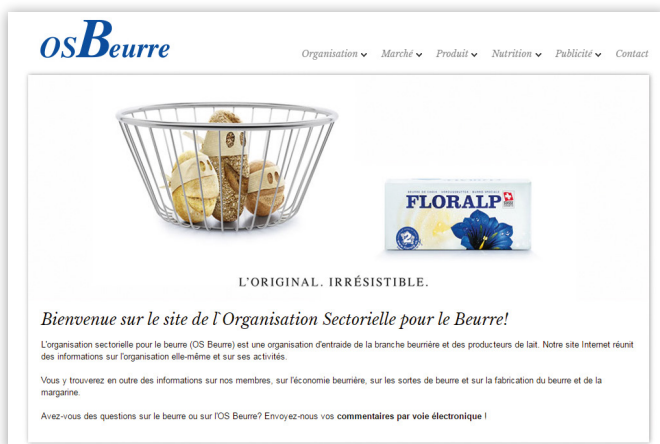 OSBeurre
Organisation Marché Produit Nutrition Publicité Contact
FLORALP
L'ORIGINAL. IRRÉSISTIBLE.
Bienvenue sur le site de l`Organisation Sectorielle pour le Beurre!
L'organisation sectorielle pour le beurre (OS Beurre) est une organisation d'entraide de la branche beurrière et des producteurs de lait. Notre site Internet réunit
des informations sur l'organisation elle-même et sur ses activités.
Vous y trouverez en outre des informations sur nos membres, sur l'économie beurrière, sur les sortes de beurre et sur la fabrication du beurre et de la
margarine.
Avez-vous des questions sur le beurre ou sur l'OS Beurre? Envoyez-nous vos commentaires par voie électronique !